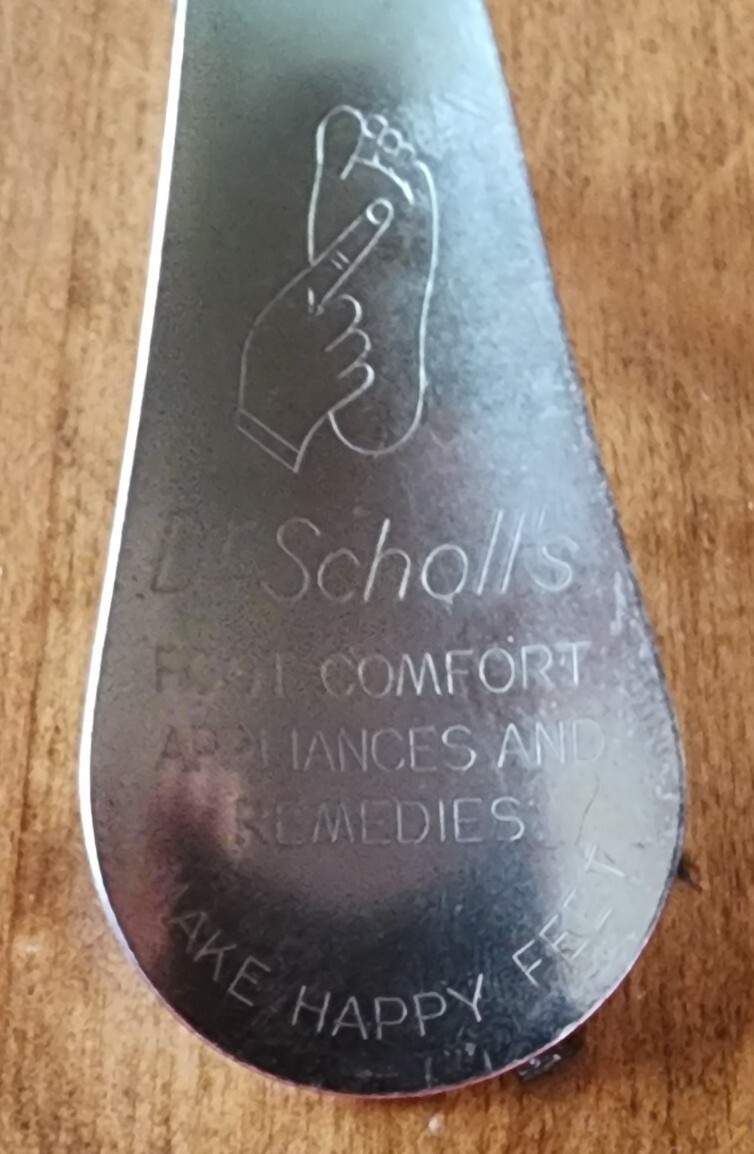 Dr Scholl's
FOOT COMFORT
APPLIANCES AND
REMEDIES
MAKE HAPPY FEET